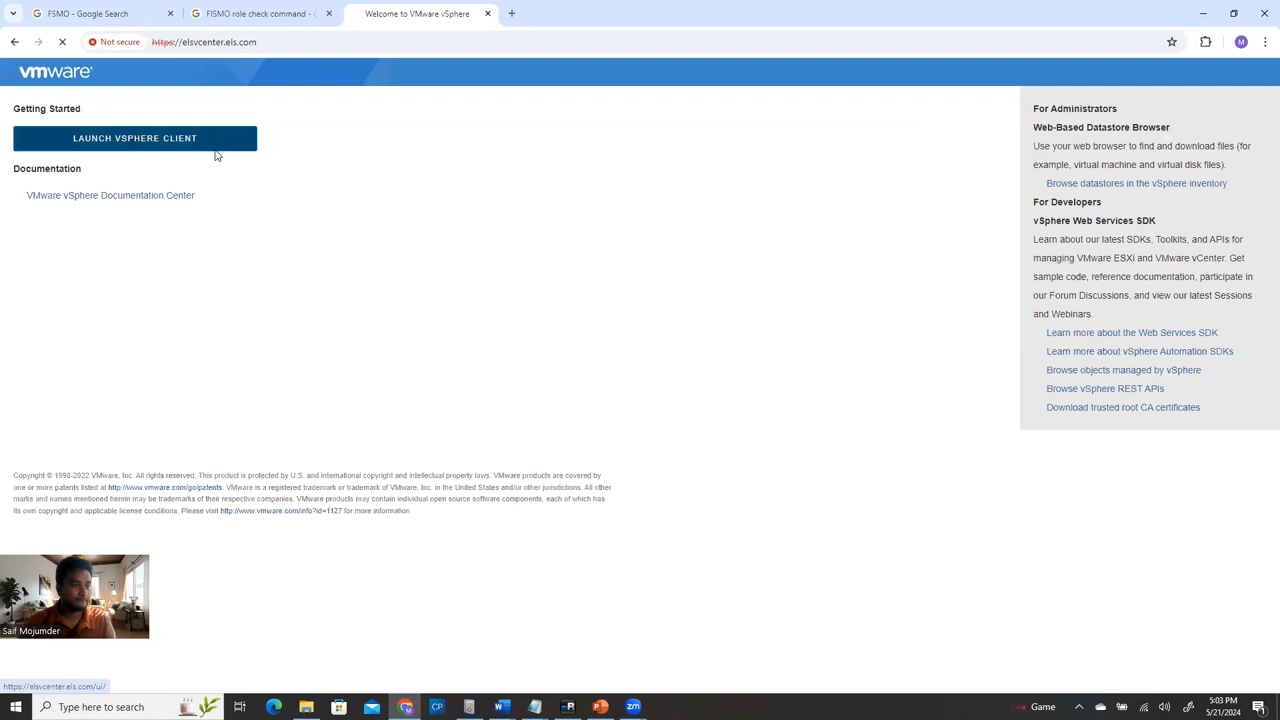 FSMO - Google Search
FISMO role check command - G
Welcome to VMware vSphere
Not secure
https://elsvcenter.els.com
M
vmware
Getting Started
LAUNCH VSPHERE CLIENT
Documentation
VMware vSphere Documentation Center
For Administrators
Web-Based Datastore Browser
Use your web browser to find and download files (for
example, virtual machine and virtual disk files).
Browse datastores in the vSphere inventory
For Developers
vSphere Web Services SDK
Learn about our latest SDKs, Toolkits, and APIs for
managing VMware ESXi and VMware vCenter. Get
sample code, reference documentation, participate in
our Forum Discussions, and view our latest Sessions
and Webinars.
Learn more about the Web Services SDK
Learn more about vSphere Automation SDKs
Browse objects managed by vSphere
Browse vSphere REST APIs
Download trusted root CA certificates
Copyright © 1998-2022 VMware, Inc. All rights reserved. This product is protected by U.S. and international copyright and intellectual property laws. VMware products are covered by
one or more patents listed at http://www.vmware.com/go/patents. VMware is a registered trademark or trademark of VMware, Inc. in the United States and/or other jurisdictions. All other
marks and names mentioned herein may be trademarks of their respective companies. VMware products may contain individual open source software components, each of which has
its own copyright and applicable license conditions. Please visit http://www.vmware.com/info?id=1127 for more information
Saif Mojumder
https://elsvcenter.els.com/ui/
Type here to search
CP
Game
5:03 PM
5/21/2024